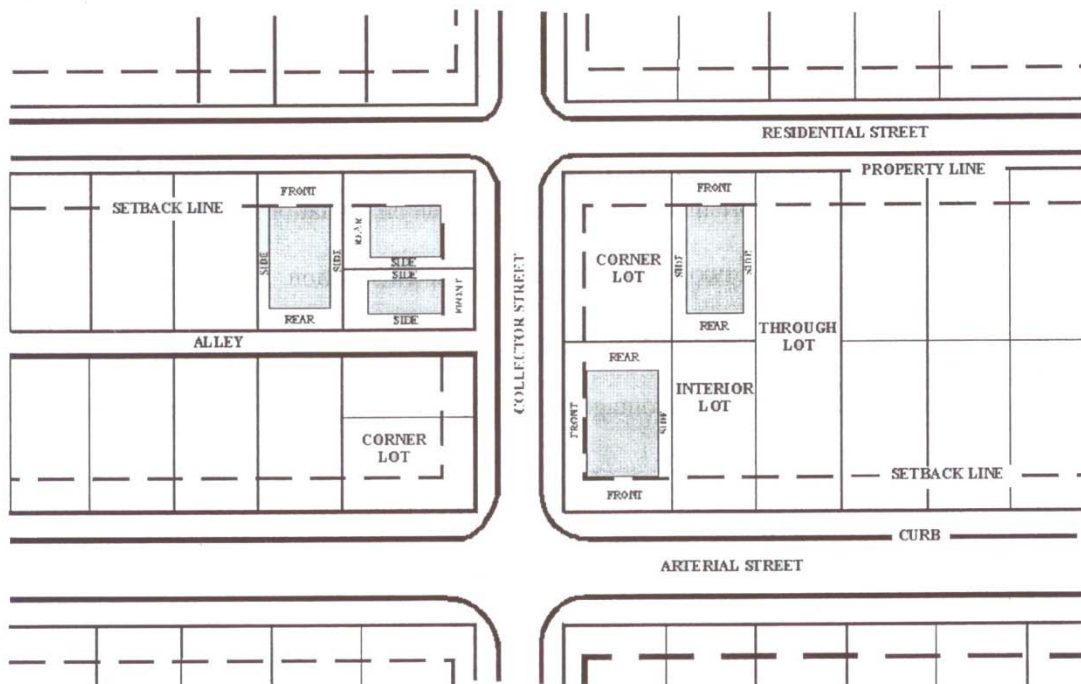 RESIDENTIAL STREET
PROPERTY LINE
FRONT
FRONT
SETBACK LINE
REAR
SIDE
SIDE
SIDE
SIDE
FRONT
SIDE
REAR
ALLEY
COLLECTOR STREET
CORNER
LOT
SIDE
SIDE
REAR
THROUGH
LOT
REAR
INTERIOR
LOT
FRONT
SIDE
FRONT
CORNER
LOT
SETBACK LINE
CURB
ARTERIAL STREET